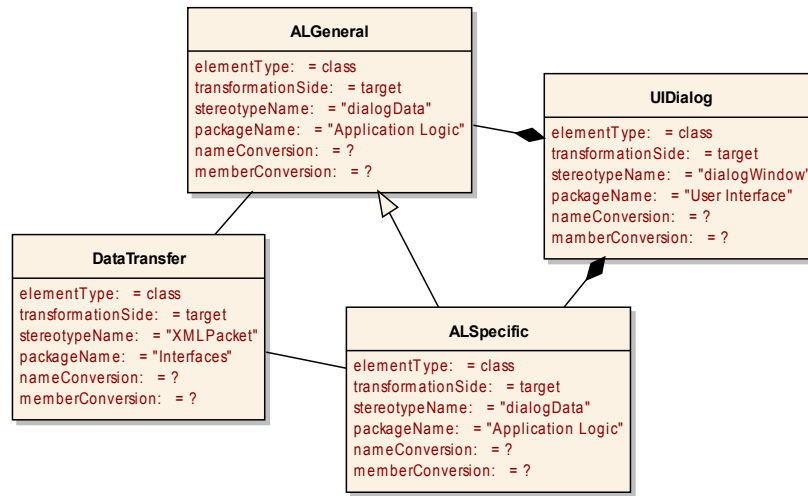 ALGeneral
elementType: = class
transformationSide: = target
stereotypeName: = "dialogData"
packageName: = "Application Logic"
nameConversion: = ?
memberConversion: = ?
UIDialog
elementType: = class
transformationSide: = target
stereotypeName: = "dialogWindow"
packageName: = "User Interface"
nameConversion: = ?
mamberConversion: = ?
DataTransfer
elementType: = class
transformationSide: = target
stereotypeName: = "XMLPacket"
packageName: = "Interfaces"
nameConversion: = ?
memberConversion: = ?
ALSpecific
elementType: = class
transformationSide: = target
stereotypeName: = "dialogData"
packageName: = "Application Logic"
nameConversion: = ?
memberConversion: = ?